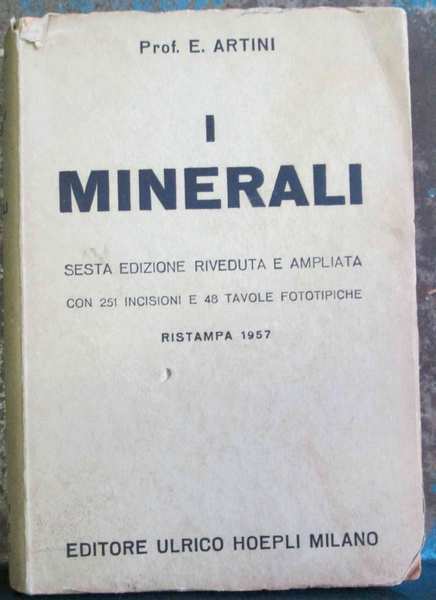 Prof. E. ARTINI
I
MINERALI
SESTA EDIZIONE RIVEDUTA E AMPLIATA
CON 251 INCISIONI E 48 TAVOLE FOTOTIPICHE
RISTAMPA 1957
EDITORE ULRICO HOEPLI MILANO